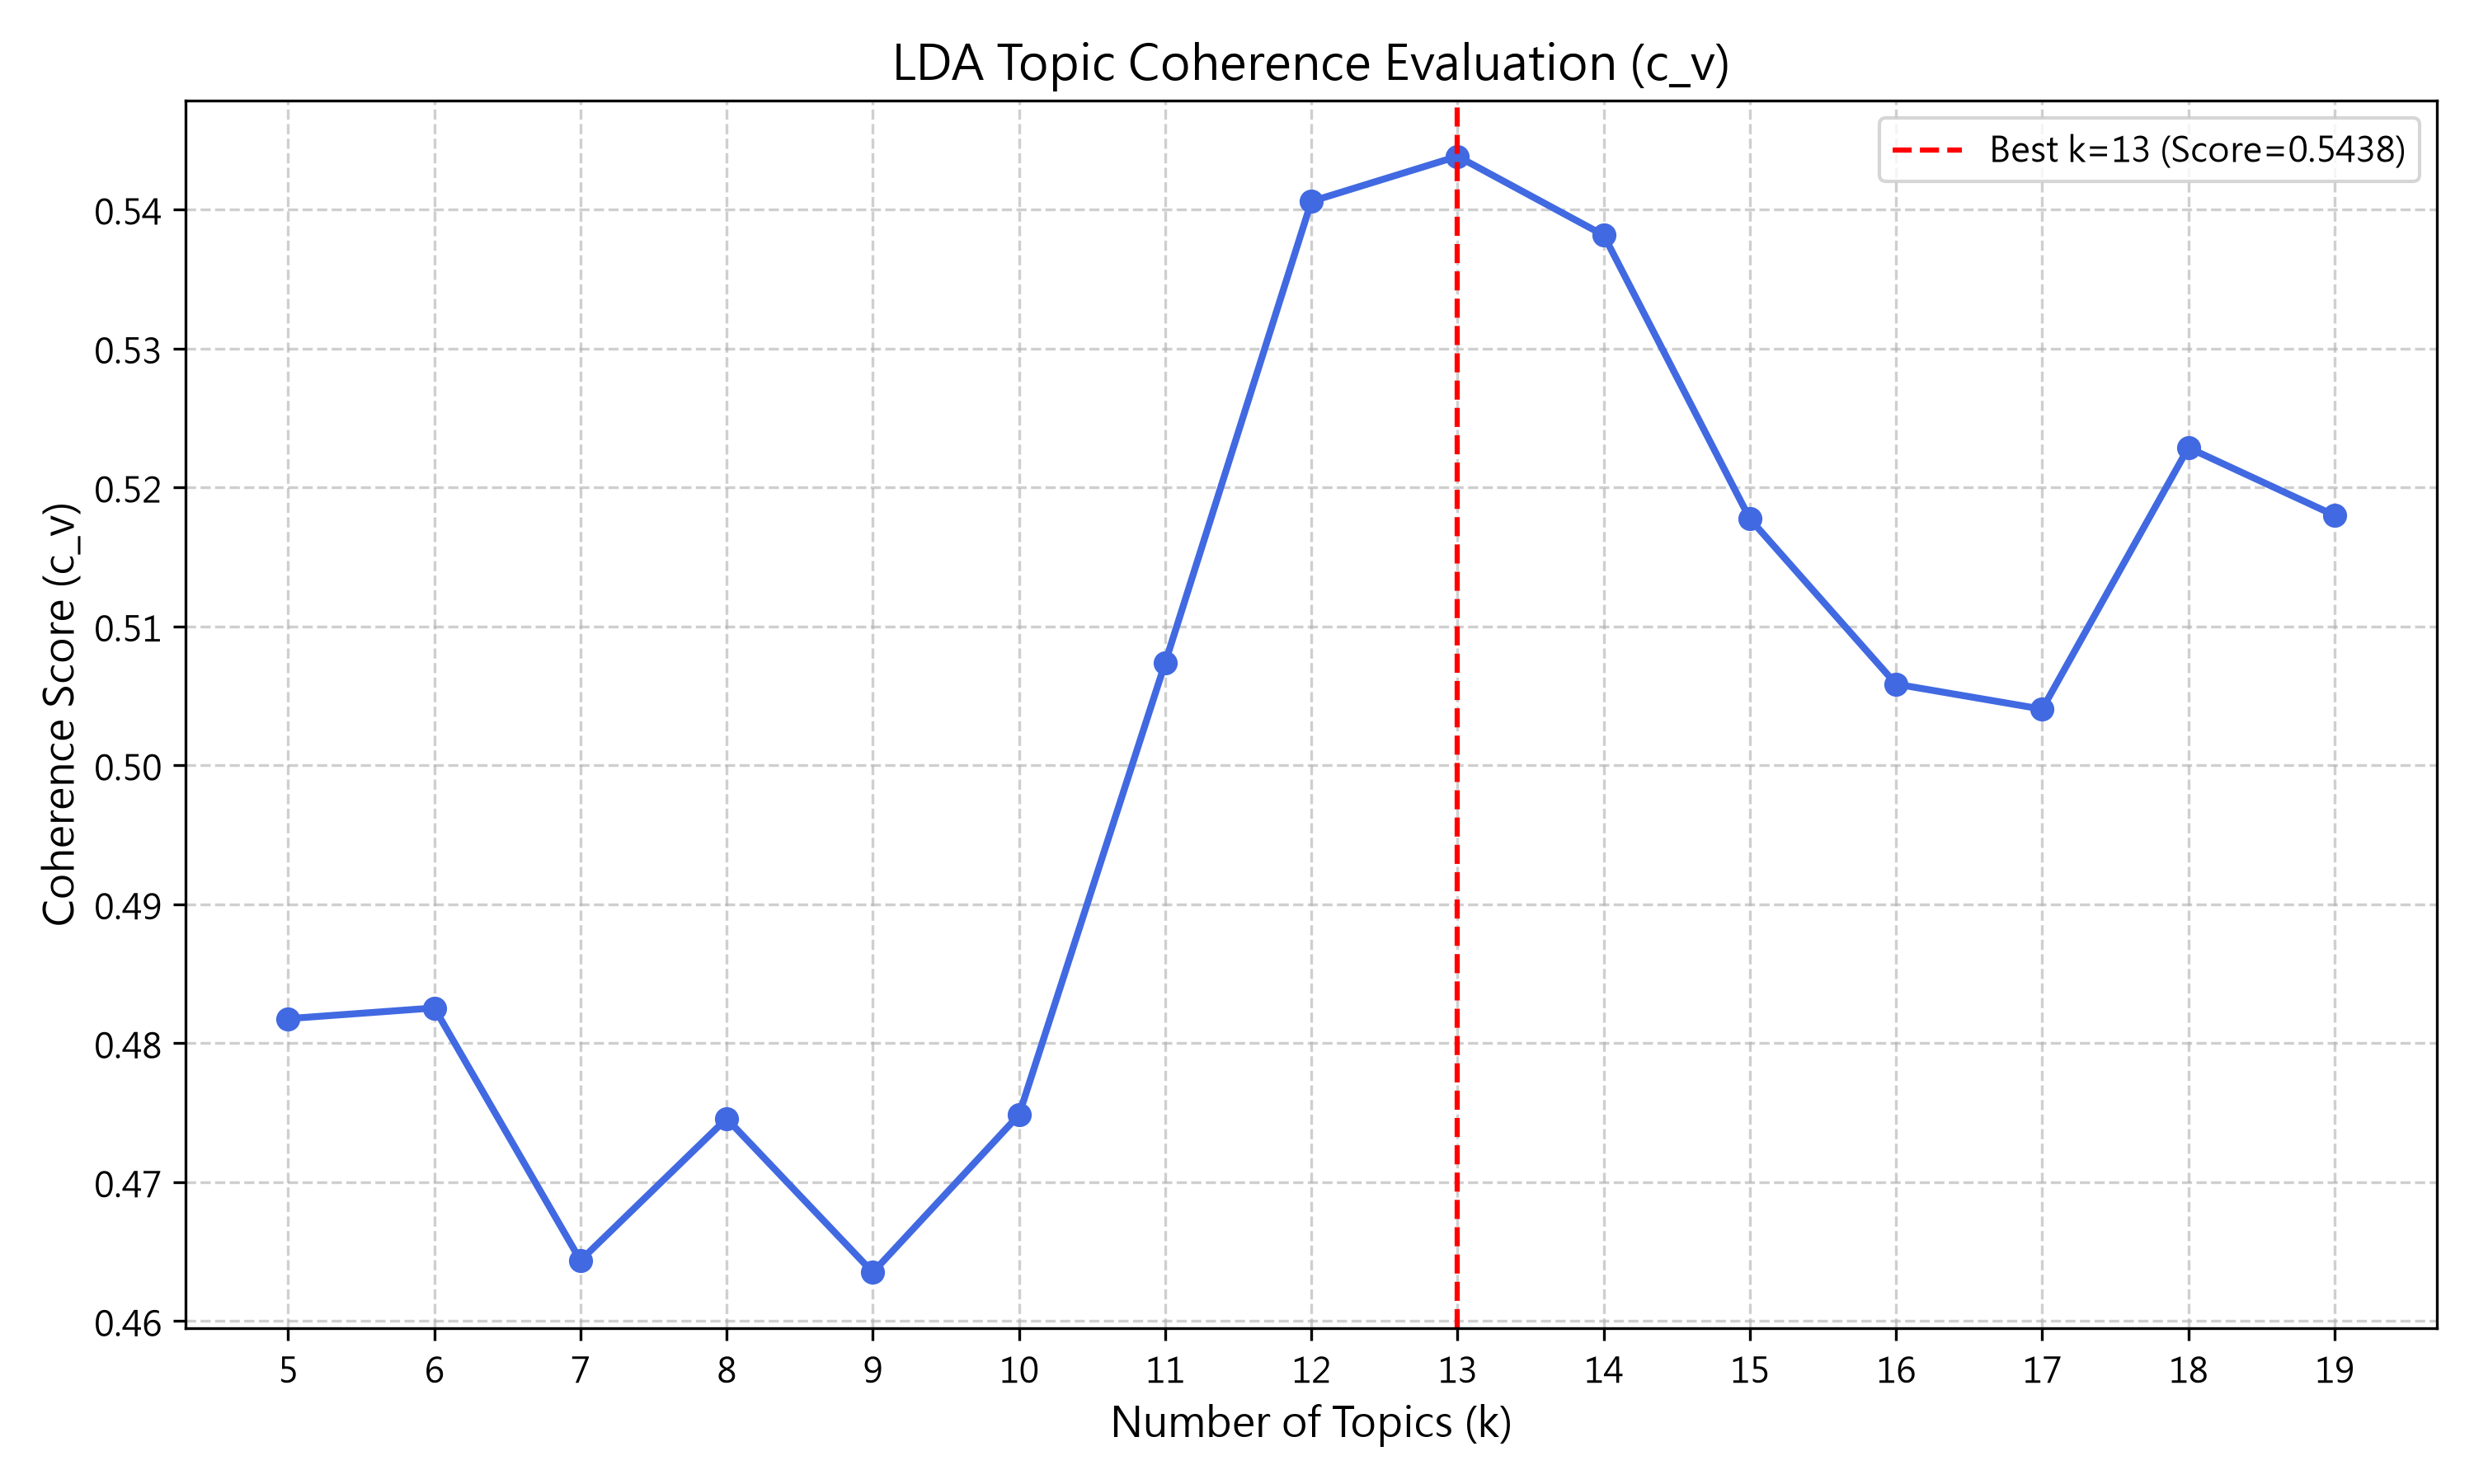 LDA Topic Coherence Evaluation (c_v)
Best k=13 (Score=0.5438)
Coherence Score (c_v)
0.54
0.53
0.52
0.51
0.50
0.49
0.48
0.47
0.46
5 6 7 8 9 10 11 12 13 14 15 16 17 18 19
Number of Topics (k)